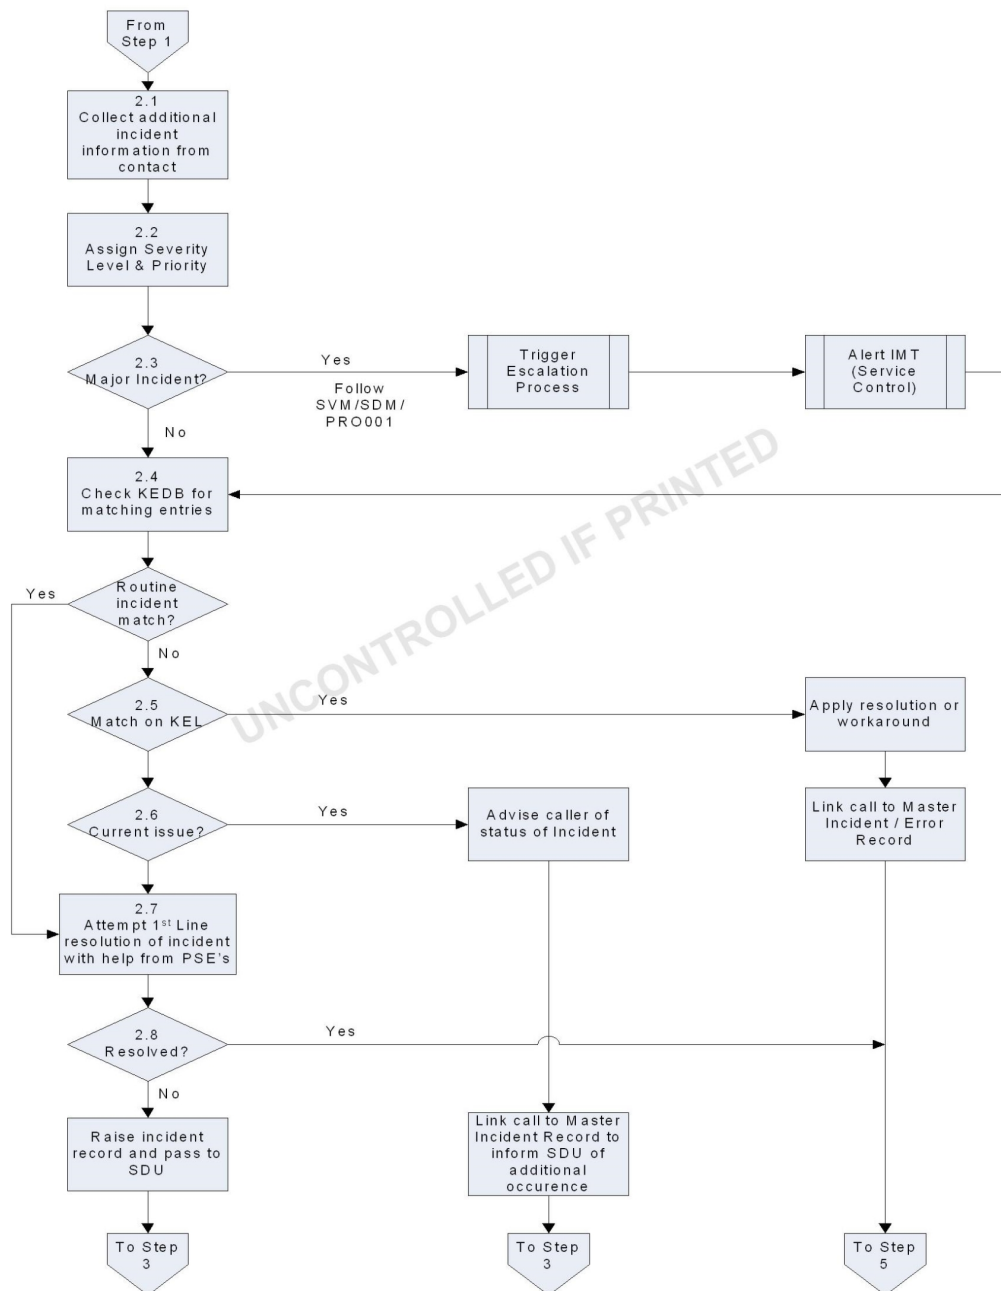 From
Step 1
2.1
Collect additional
incident
information from
contact
2.2
Assign Severity
Level & Priority
2.3
Major Incident?
Yes
Follow
SVM/SDM/
PRO001
Trigger
Escalation
Process
Alert IMT
(Service
Control)
No
2.4
Check KEDB for
matching entries
UNCONTROLLED IF PRINTED
Routine
incident
match?
Yes
No
2.5
Match on KEL
Yes
Apply resolution or
workaround
Link call to Master
Incident / Error
Record
2.6
Current issue?
Yes
Advise caller of
status of Incident
2.7
Attempt 1st Line
resolution of incident
with help from PSE's
2.8
Resolved?
Yes
No
Raise incident
record and pass to
SDU
Link call to Master
Incident Record to
inform SDU of
additional
occurence
To Step
3
To Step
3
To Step
5